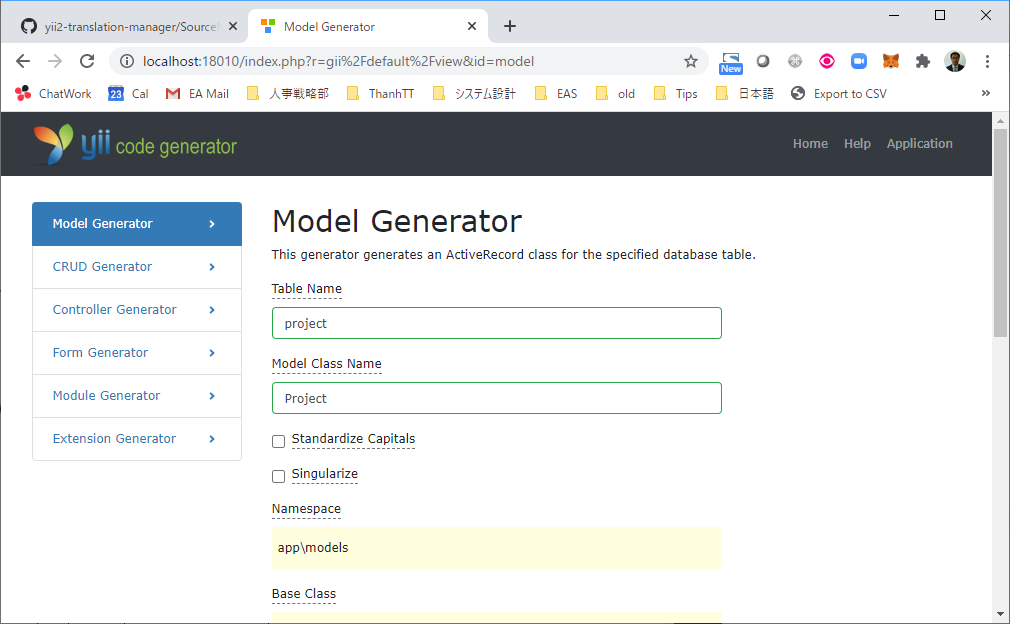 yii2-translation-manager/Source
Model Generator
localhost:18010/index.php?r=gii%2Fdefault%2Fview&id=model
New
ChatWork
23
Cal
EA Mail
人事戦略部
ThanhTT
システム設計
EAS
old
Tips
日本語
Export to CSV
»
yii code generator
Home
Help
Application
Model Generator
CRUD Generator
Controller Generator
Form Generator
Module Generator
Extension Generator
Model Generator
This generator generates an ActiveRecord class for the specified database table.
Table Name
project
Model Class Name
Project
Standardize Capitals
Singularize
Namespace
app\models
Base Class